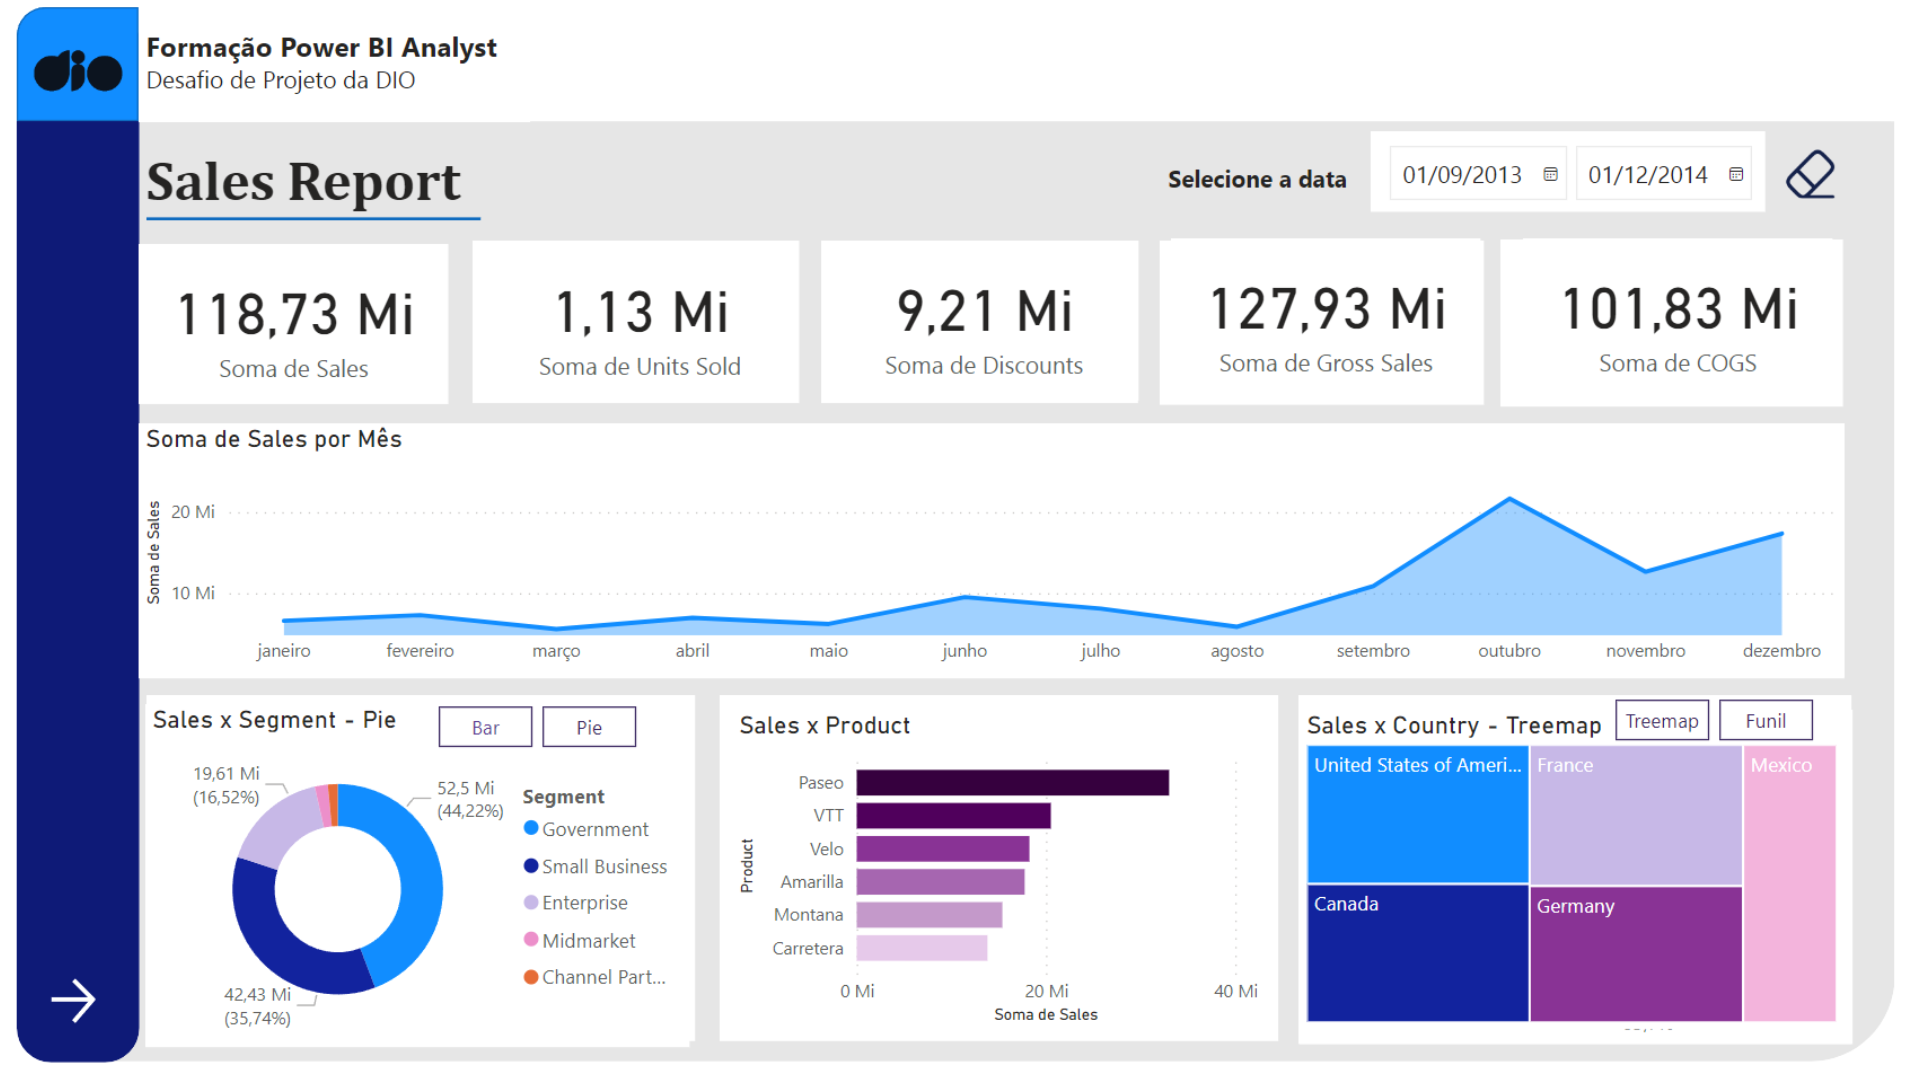 dio
Formação Power BI Analyst
Desafio de Projeto da DIO
Sales Report
Selecione a data
01/09/2013
01/12/2014
118,73 Mi
Soma de Sales
1,13 Mi
Soma de Units Sold
9,21 Mi
Soma de Discounts
127,93 Mi
Soma de Gross Sales
101,83 Mi
Soma de COGS
Soma de Sales por Mês
Soma de Sales
20 Mi
10 Mi
janeiro
fevereiro
março
abril
maio
junho
julho
agosto
setembro
outubro
novembro
dezembro
Sales x Segment - Pie
Bar
Pie
19,61 Mi
(16,52%)
52,5 Mi
(44,22%)
42,43 Mi
(35,74%)
Segment
Government
Small Business
Enterprise
Midmarket
Channel Part...
Sales x Product
Product
Paseo
VTT
Velo
Amarilla
Montana
Carretera
0 Mi
20 Mi
40 Mi
Soma de Sales
Sales x Country - Treemap
Treemap
Funil
United States of Ameri...
France
Mexico
Canada
Germany